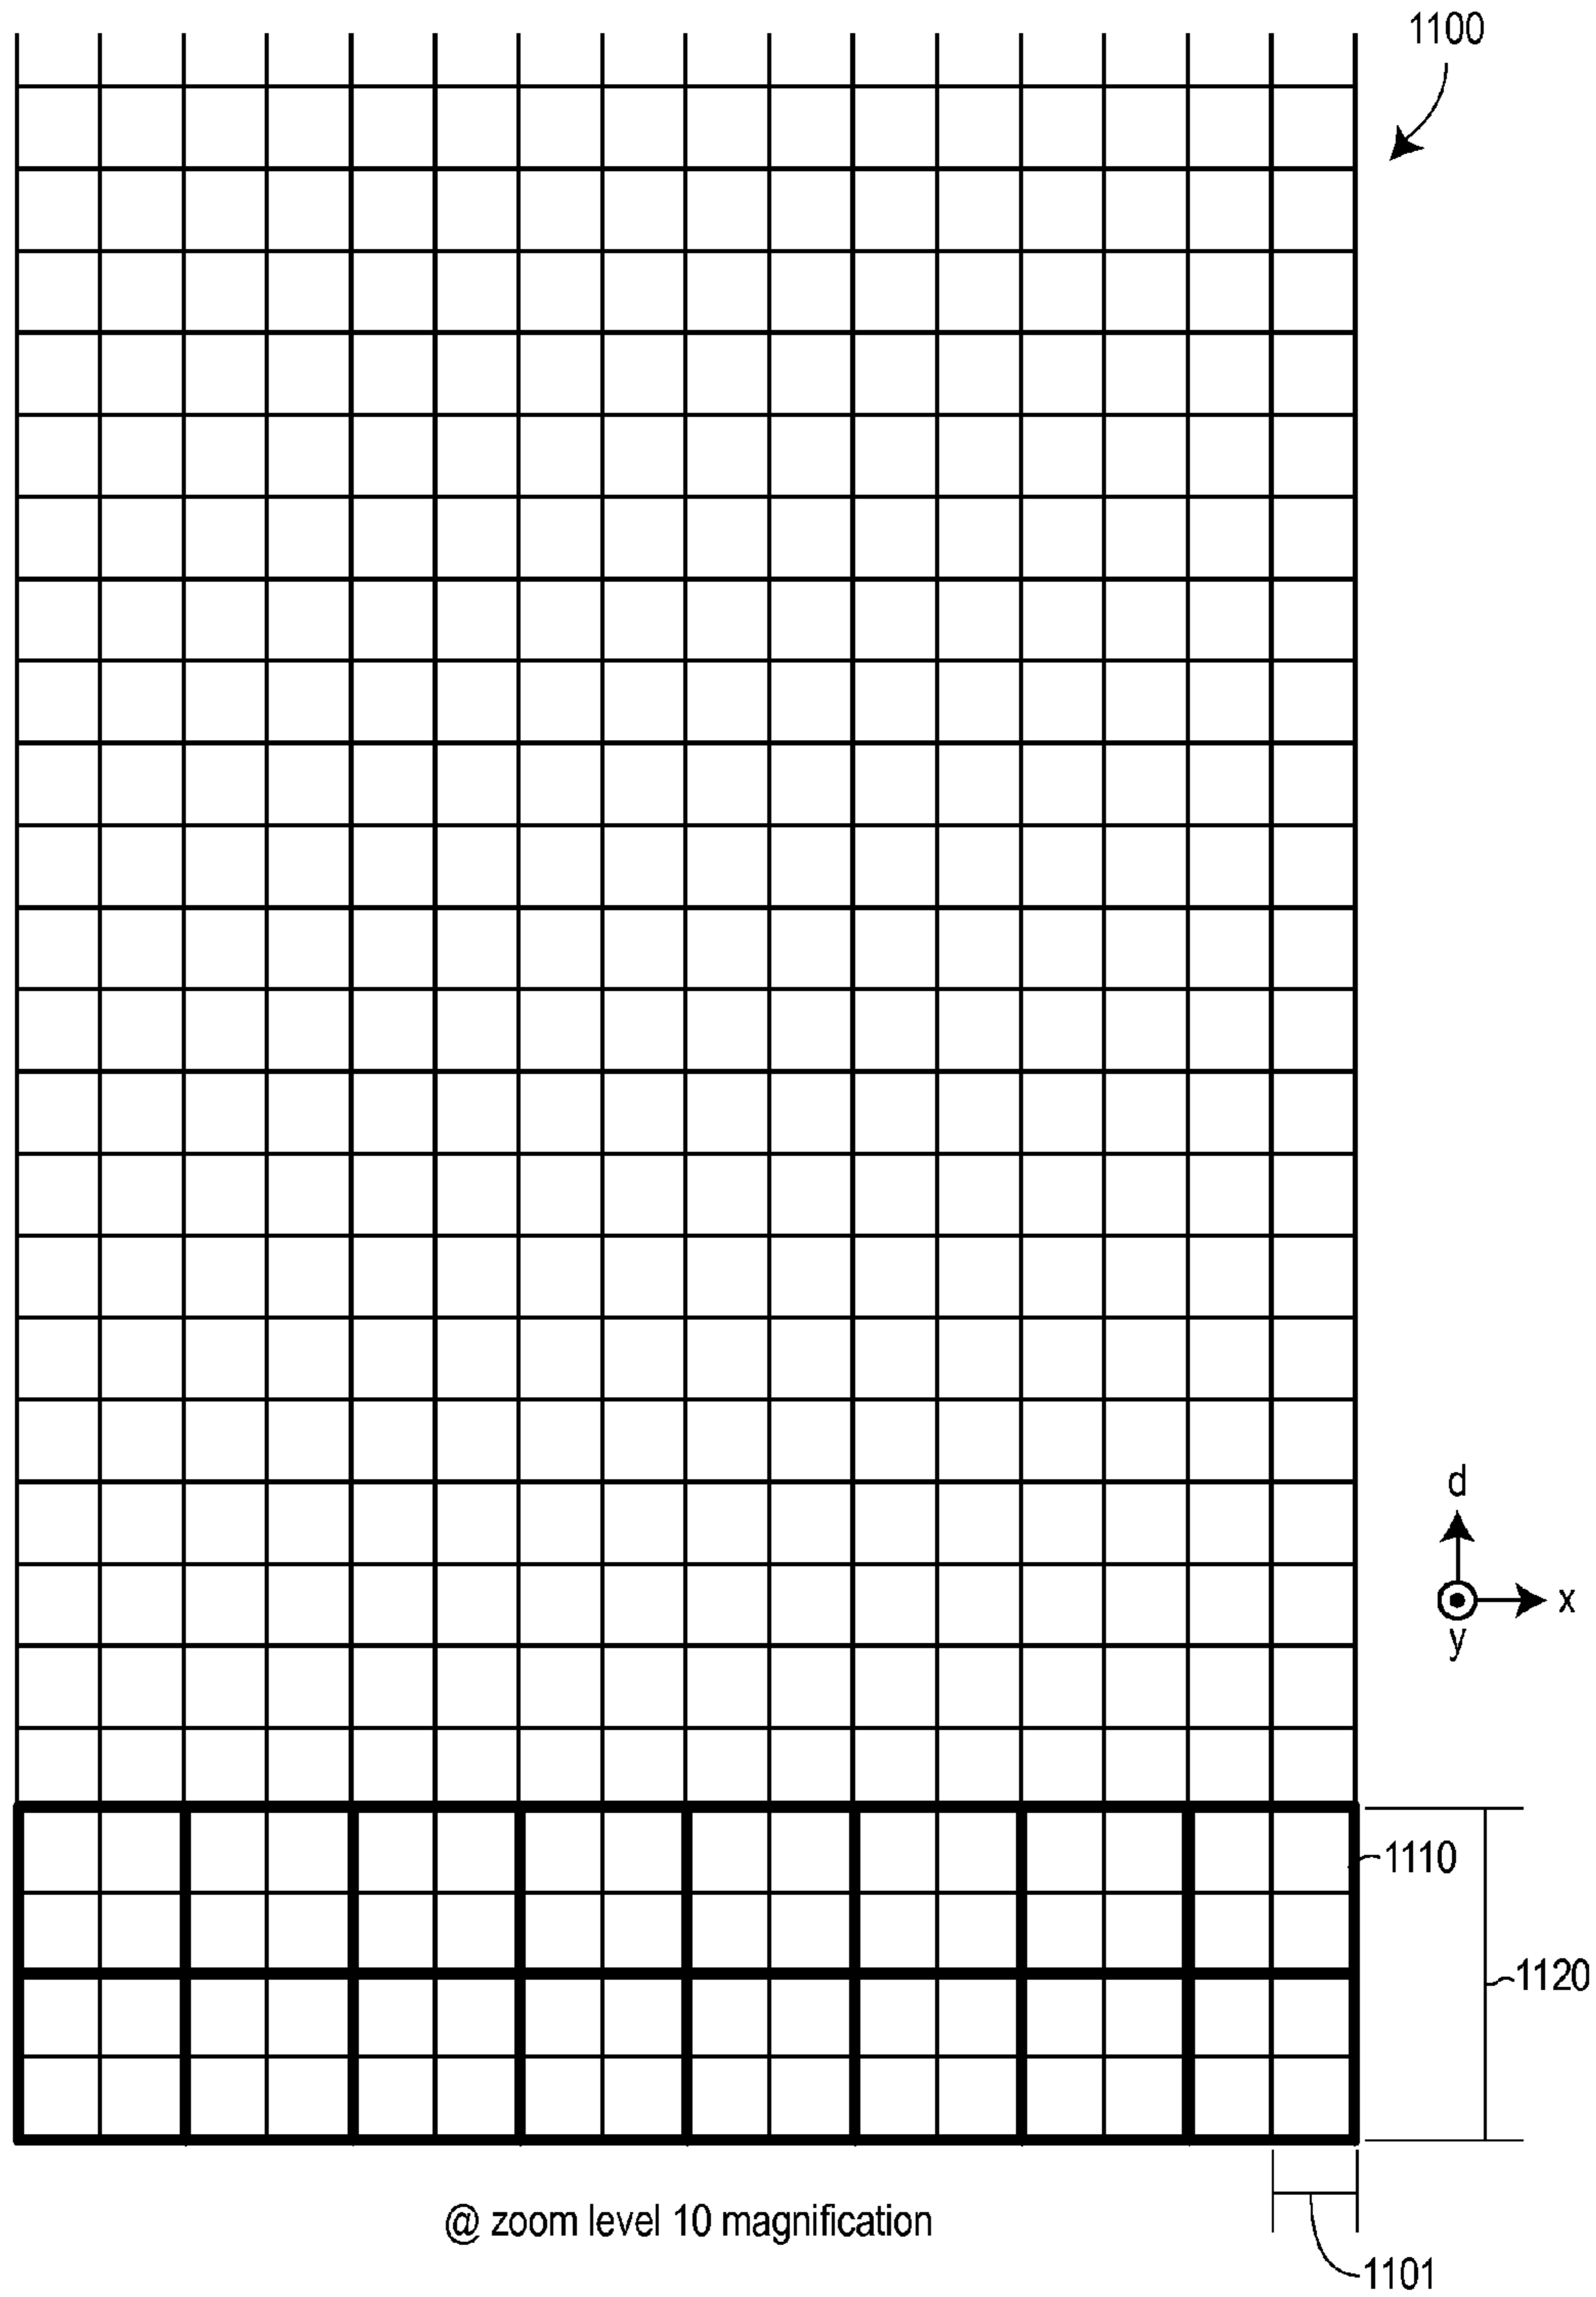 1100
d
x
y
1110
1120
@ zoom level 10 magnification
1101